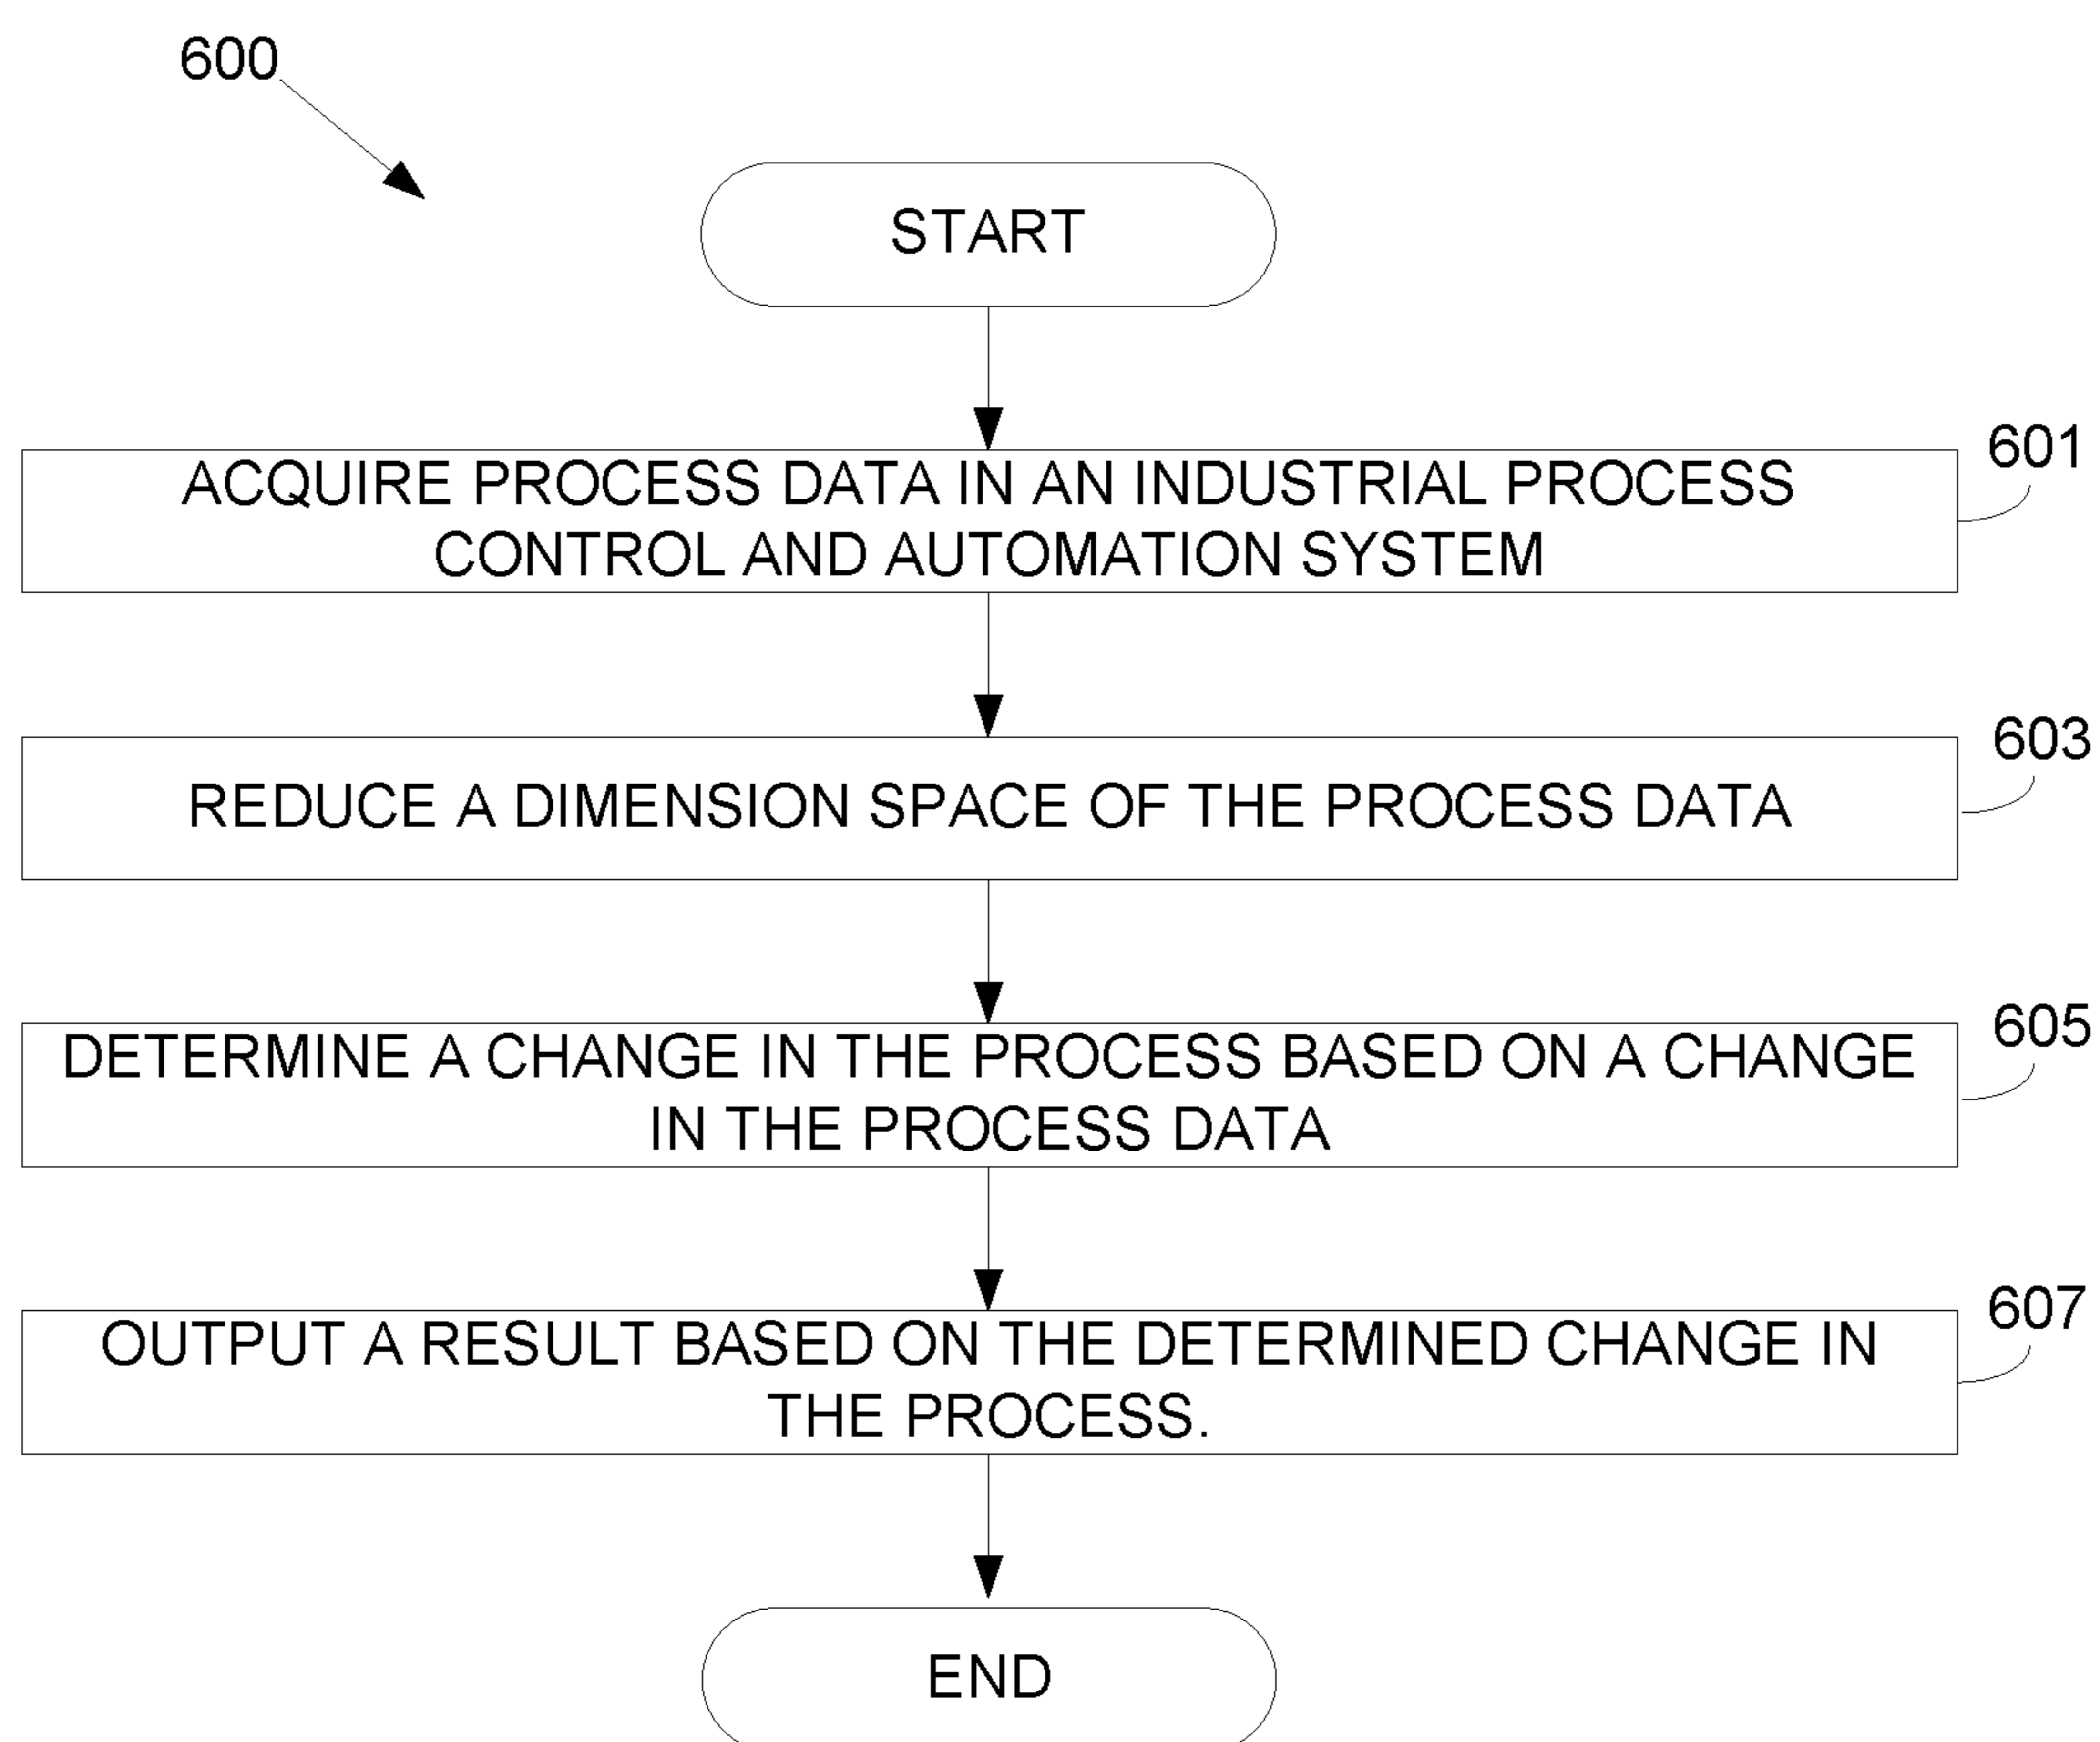 600
START
601
ACQUIRE PROCESS DATA IN AN INDUSTRIAL PROCESS
CONTROL AND AUTOMATION SYSTEM
603
REDUCE A DIMENSION SPACE OF THE PROCESS DATA
605
DETERMINE A CHANGE IN THE PROCESS BASED ON A CHANGE
IN THE PROCESS DATA
607
OUTPUT A RESULT BASED ON THE DETERMINED CHANGE IN
THE PROCESS.
END